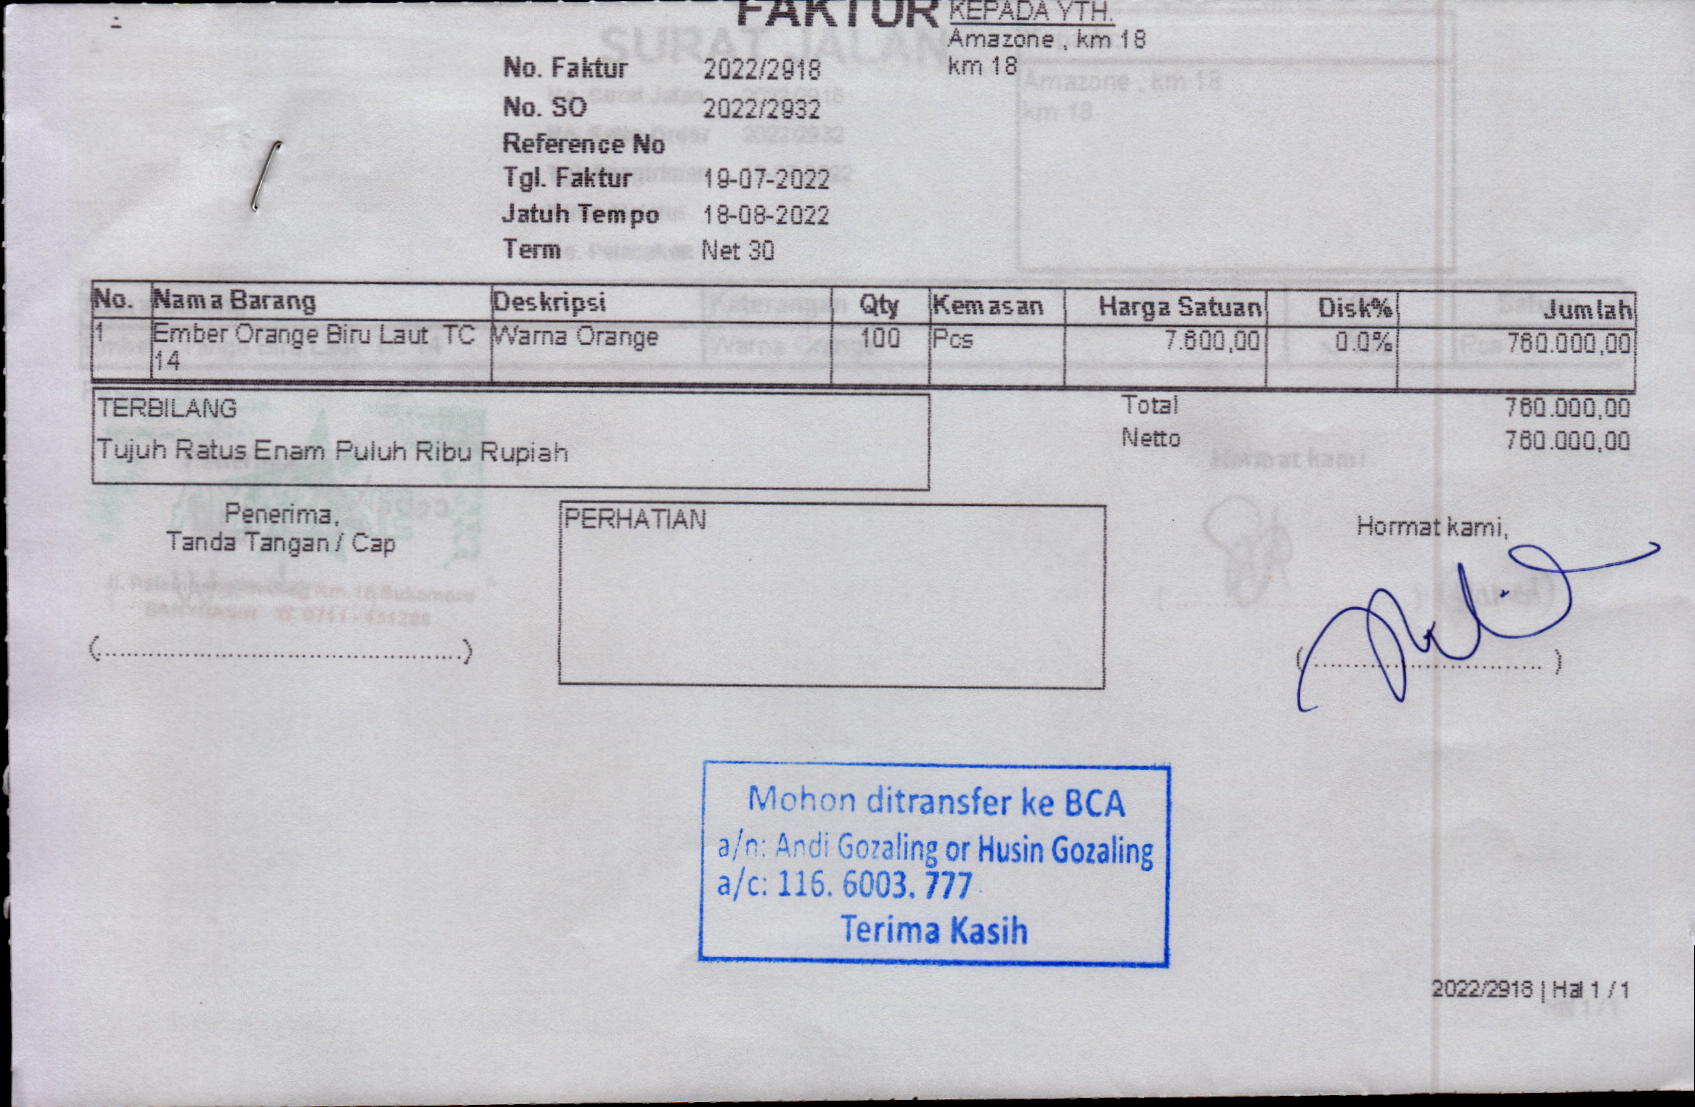 FAKTUR
KEPADA YTH.
Amazone , km 18
km 18
No. Faktur 2022/2918
No. SO 2022/2932
Reference No
Tgl. Faktur 19-07-2022
Jatuh Tempo 18-08-2022
Term Net 30
No. Nama Barang Deskripsi Qty Kemasan Harga Satuan Disk% Jumlah
1 Ember Orange Biru Laut TC Warna Orange 100 Pcs 7.600,00 0.0% 760.000,00
14
TERBILANG
Tujuh Ratus Enam Puluh Ribu Rupiah
Total 760.000,00
Netto 760.000,00
Penerima,
Tanda Tangan / Cap
(................................................)
PERHATIAN
Hormat kami,
(.............................. )
Mohon ditransfer ke BCA
a/n: Andi Gozaling or Husin Gozaling
a/c: 116. 6003. 777
Terima Kasih
2022/2918 | Hal 1 / 1